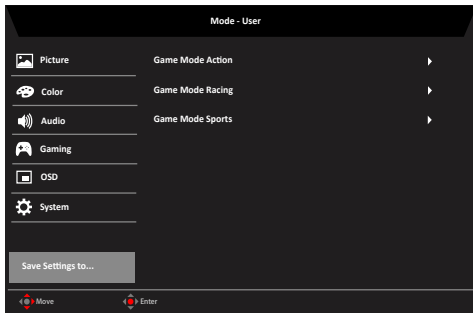 Mode - User
Picture
Game Mode Action
Color
Game Mode Racing
Audio
Game Mode Sports
Gaming
OSD
System
Save Settings to...
Move
Enter